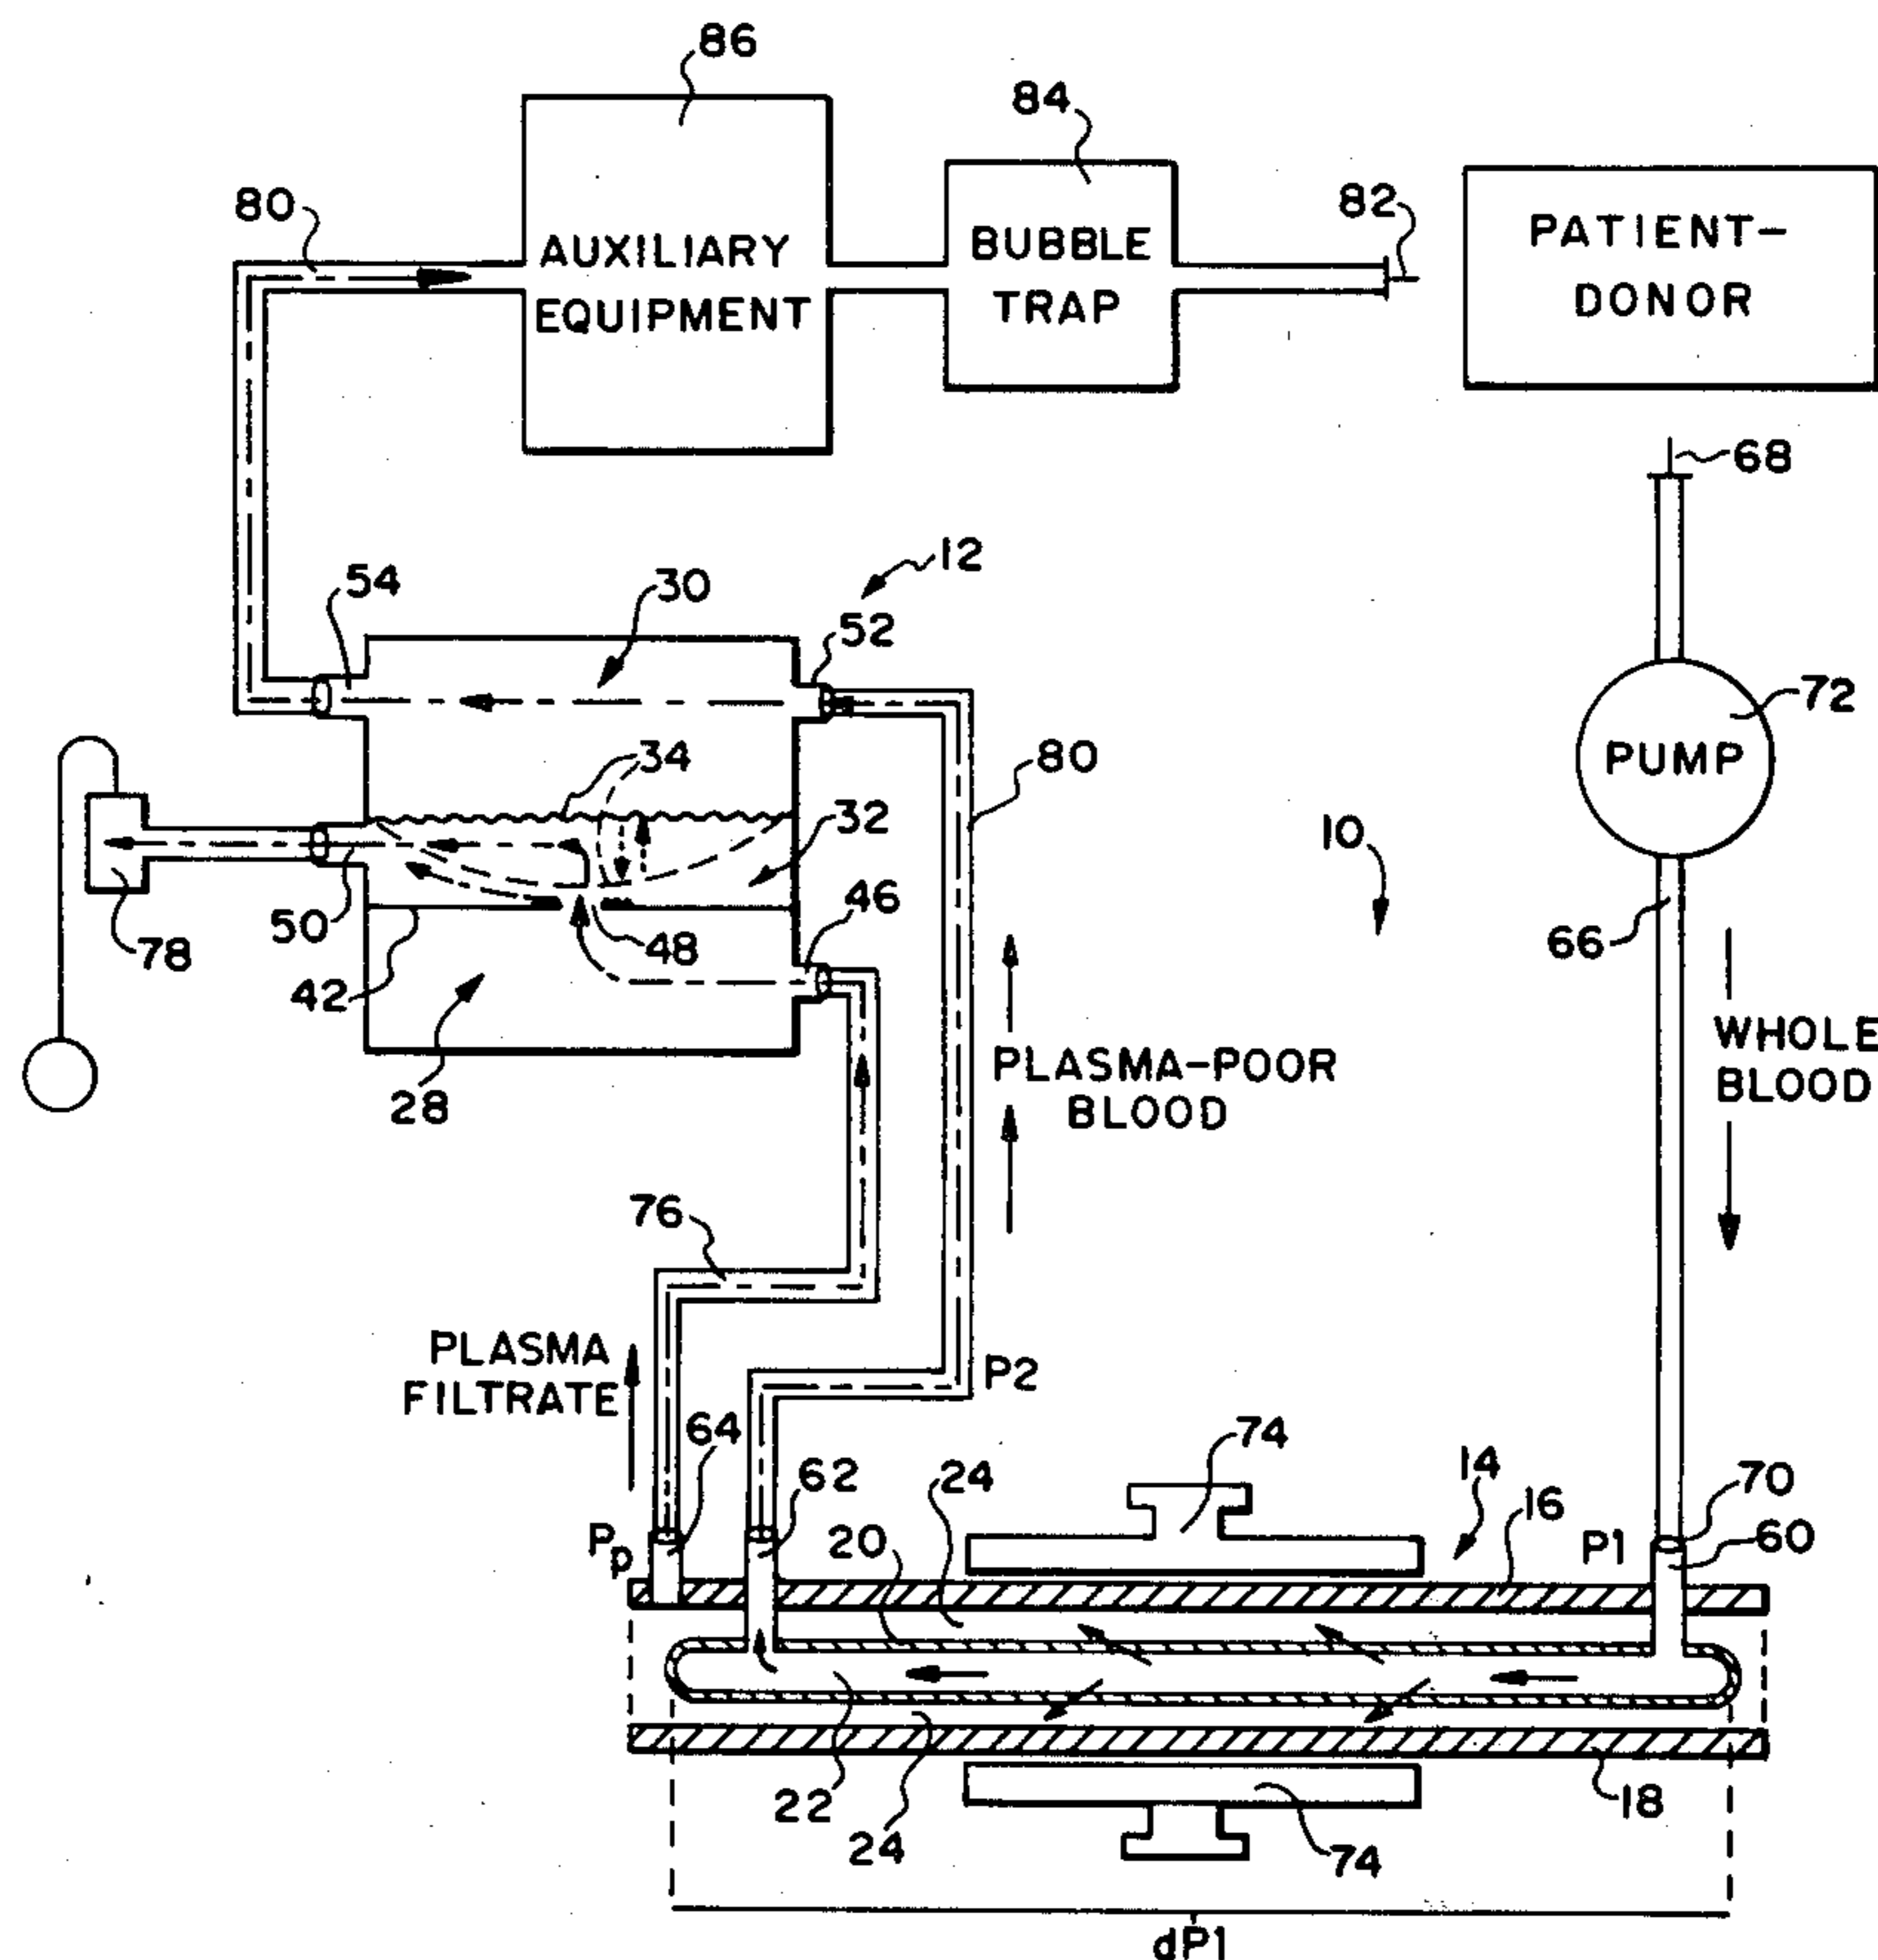 86
84
80
82
AUXILIARY
EQUIPMENT
BUBBLE
TRAP
PATIENT-
DONOR
68
12
54
30
52
72
PUMP
34
80
32
10
46
50
48
66
78
42
28
PLASMA-POOR
BLOOD
WHOLE
BLOOD
76
PLASMA
FILTRATE
P2
64
74
62
24
14
16
70
Pp
20
P1
60
22
18
24
74
dP1